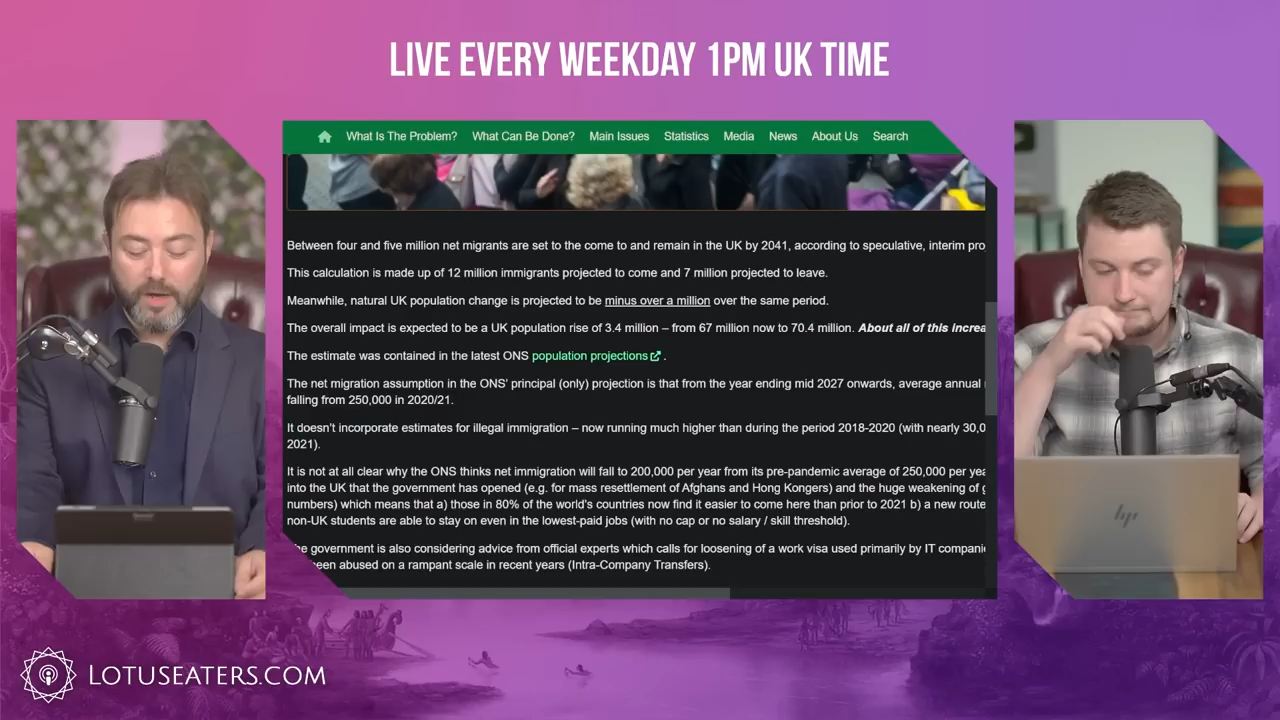 LIVE EVERY WEEKDAY 1PM UK TIME
What Is The Problem? What Can Be Done? Main Issues Statistics Media News About Us Search
Between four and five million net migrants are set to the come to and remain in the UK by 2041, according to speculative, interim pro
This calculation is made up of 12 million immigrants projected to come and 7 million projected to leave.
Meanwhile, natural UK population change is projected to be minus over a million over the same period.
The overall impact is expected to be a UK population rise of 3.4 million – from 67 million now to 70.4 million. About all of this increa
The estimate was contained in the latest ONS population projections .
The net migration assumption in the ONS' principal (only) projection is that from the year ending mid 2027 onwards, average annual
falling from 250,000 in 2020/21.
It doesn't incorporate estimates for illegal immigration – now running much higher than during the period 2018-2020 (with nearly 30,0
2021).
It is not at all clear why the ONS thinks net immigration will fall to 200,000 per year from its pre-pandemic average of 250,000 per yea
into the UK that the government has opened (e.g. for mass resettlement of Afghans and Hong Kongers) and the huge weakening of g
numbers) which means that a) those in 80% of the world's countries now find it easier to come here than prior to 2021 b) a new route
non-UK students are able to stay on even in the lowest-paid jobs (with no cap or no salary / skill threshold).
he government is also considering advice from official experts which calls for loosening of a work visa used primarily by IT companie
een abused on a rampant scale in recent years (Intra-Company Transfers).
hp
LOTUSEATERS.COM